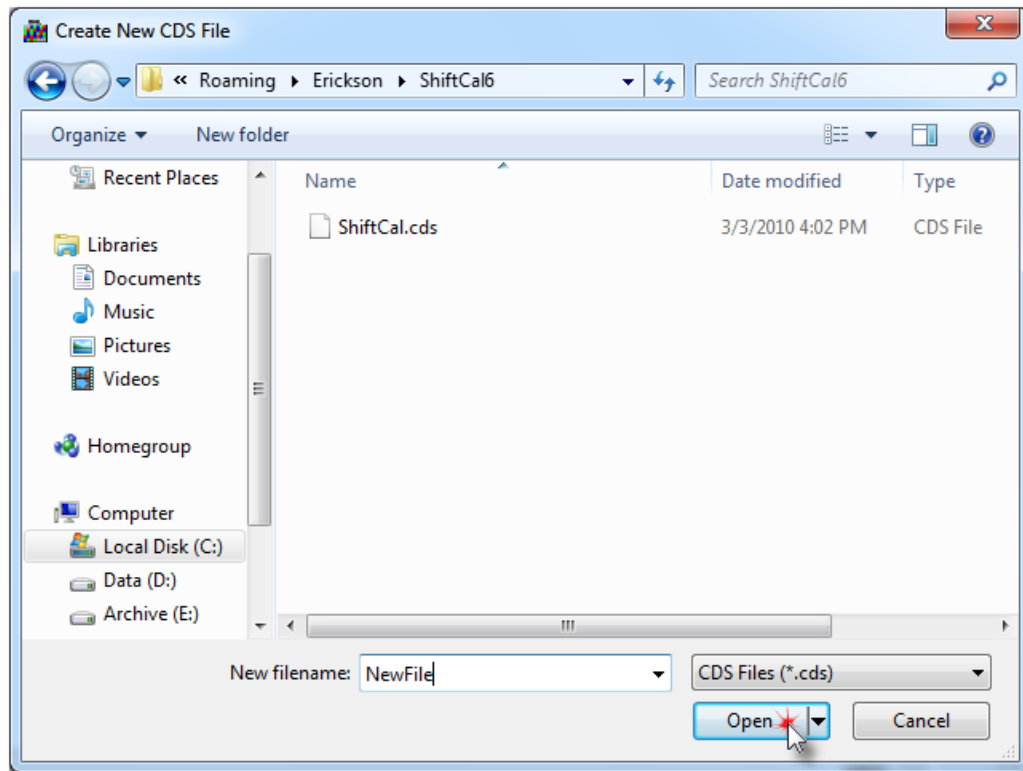 Create New CDS File
« Roaming ▸ Erickson ▸ ShiftCal6
Search ShiftCal6
Organize
New folder
Recent Places
Libraries
Documents
Music
Pictures
Videos
Homegroup
Computer
Local Disk (C:)
Data (D:)
Archive (E:)
Name Date modified Type
ShiftCal.cds 3/3/2010 4:02 PM CDS File
New filename: NewFile
CDS Files (*.cds)
Open
Cancel